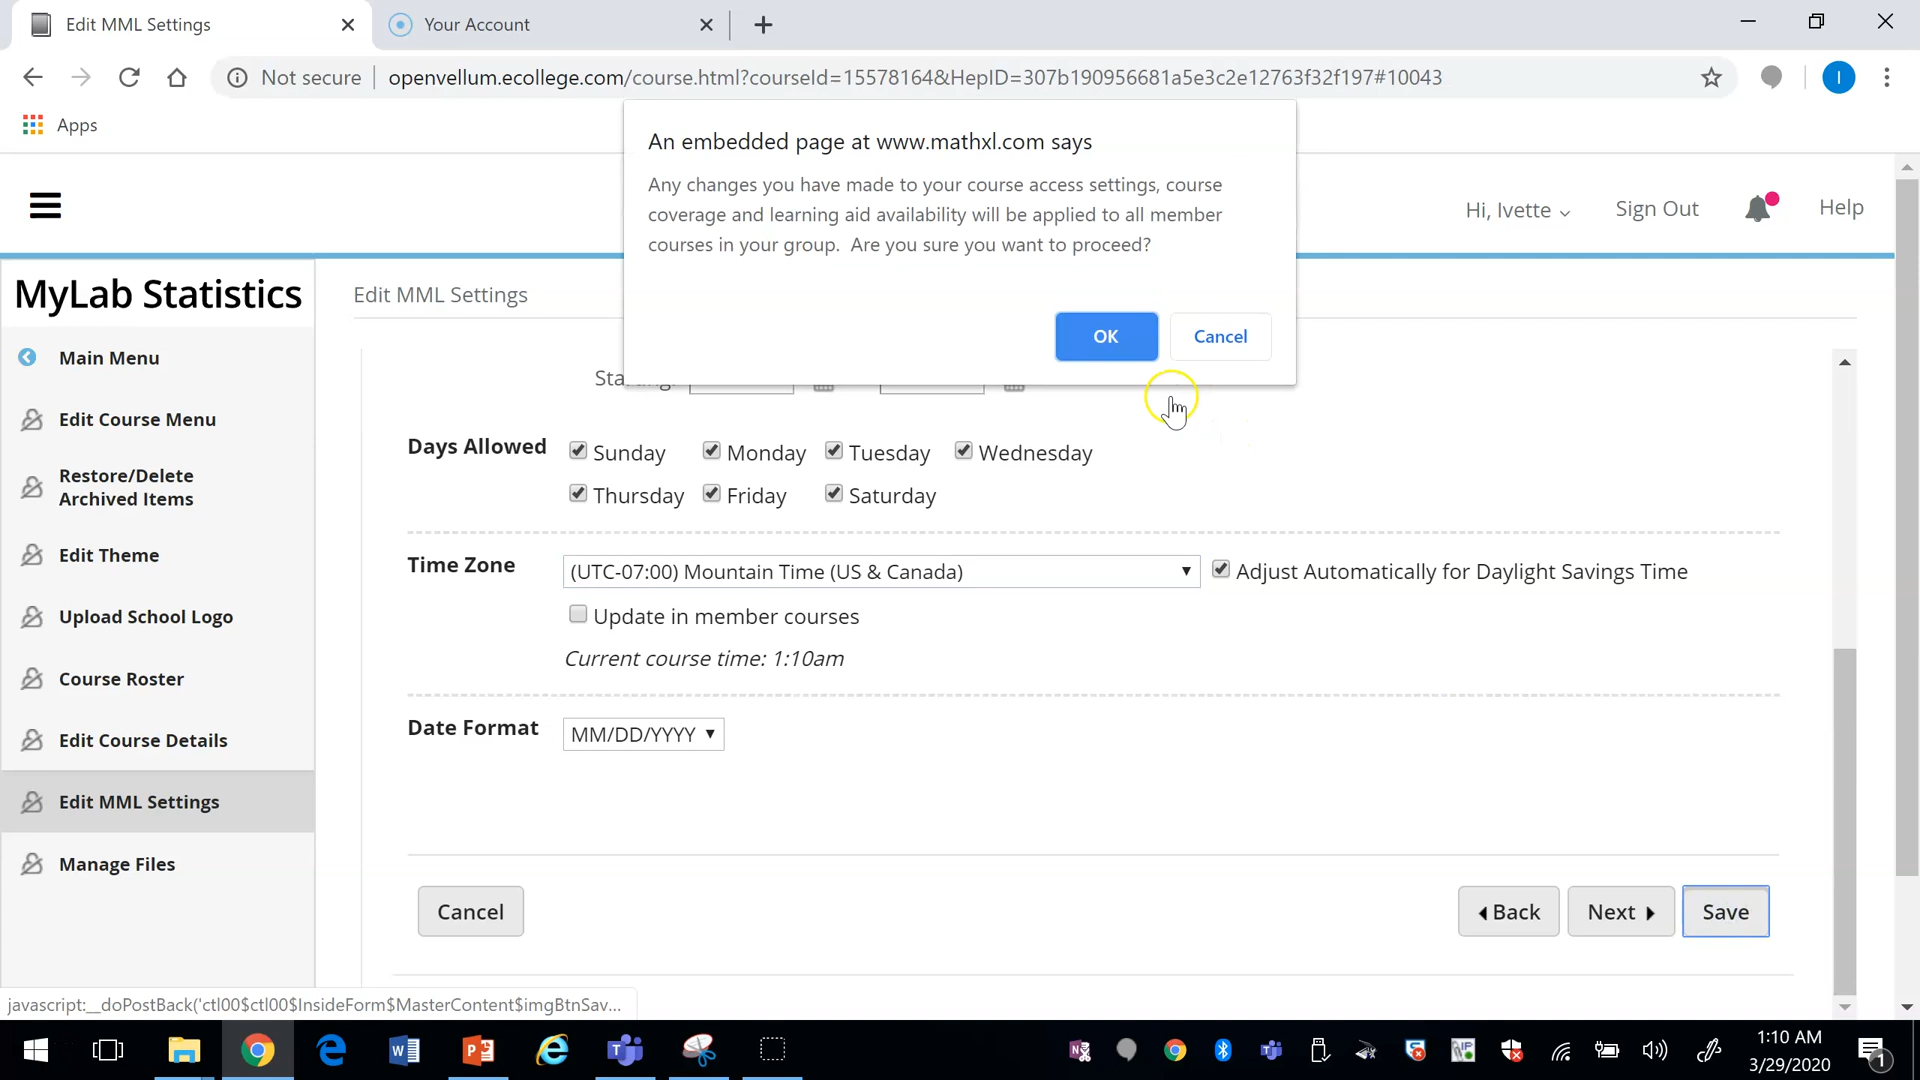 Edit MML Settings
Your Account
Not secure
openvellum.ecollege.com/course.html?courseId=15578164&HepID=307b190956681a5e3c2e12763f32f197#10043
I
Apps
An embedded page at www.mathxl.com says
Any changes you have made to your course access settings, course
coverage and learning aid availability will be applied to all member
courses in your group.  Are you sure you want to proceed?
OK
Cancel
Hi, Ivette
Sign Out
Help
MyLab Statistics
Main Menu
Edit Course Menu
Restore/Delete
Archived Items
Edit Theme
Upload School Logo
Course Roster
Edit Course Details
Edit MML Settings
Manage Files
Edit MML Settings
Days Allowed
Sunday
Monday
Tuesday
Wednesday
Thursday
Friday
Saturday
Time Zone
(UTC-07:00) Mountain Time (US & Canada)
Adjust Automatically for Daylight Savings Time
Update in member courses
Current course time: 1:10am
Date Format
MM/DD/YYYY
Cancel
Back
Next
Save
javascript:__doPostBack('ctl00$ctl00$InsideForm$MasterContent$imgBtnSav...
1:10 AM
3/29/2020
1